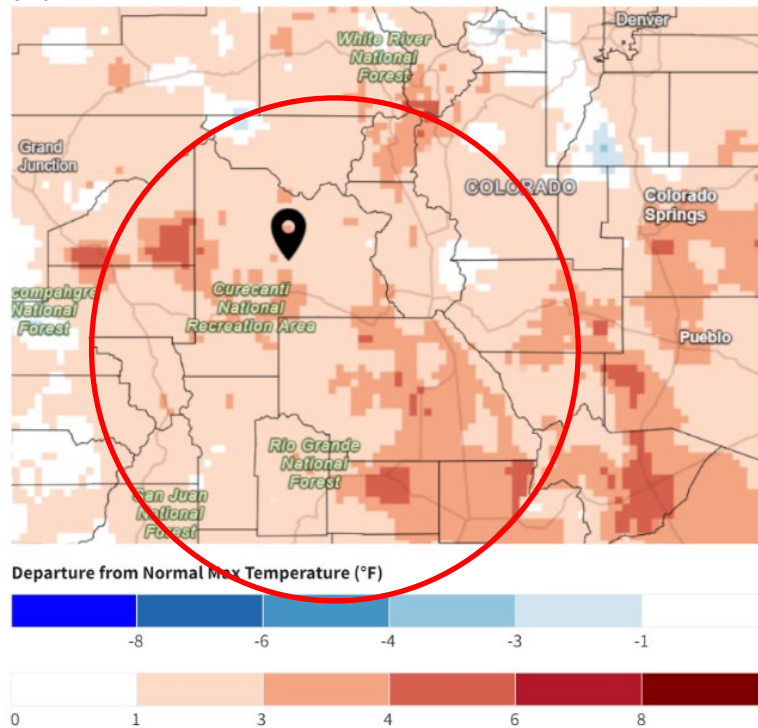 Denver
White River
National
Forest
Grand
Junction
COLORADO
Colorado
Springs
compahgre
National
Forest
Curecanti
National
Recreation Area
Pueblo
Rio Grande
National
Forest
San Juan
National
Forest
Departure from Normal Max Temperature (°F)
-8 -6 -4 -3 -1
0 1 3 4 6 8